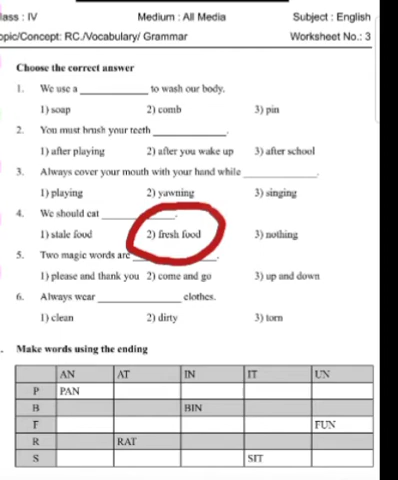 lass : IV Medium : All Media Subject : English
opic/Concept: RC./Vocabulary/ Grammar Worksheet No.: 3
Choose the correct answer
1. We use a ____________ to wash our body.
1) soap 2) comb 3) pin
2. You must brush your teeth ____________.
1) after playing 2) after you wake up 3) after school
3. Always cover your mouth with your hand while ____________.
1) playing 2) yawning 3) singing
4. We should eat ____________.
1) stale food 2) fresh food 3) nothing
5. Two magic words are ____________.
1) please and thank you 2) come and go 3) up and down
6. Always wear ____________ clothes.
1) clean 2) dirty 3) torn
. Make words using the ending
AN AT IN IT UN
P PAN
B BIN
F FUN
R RAT
S SIT